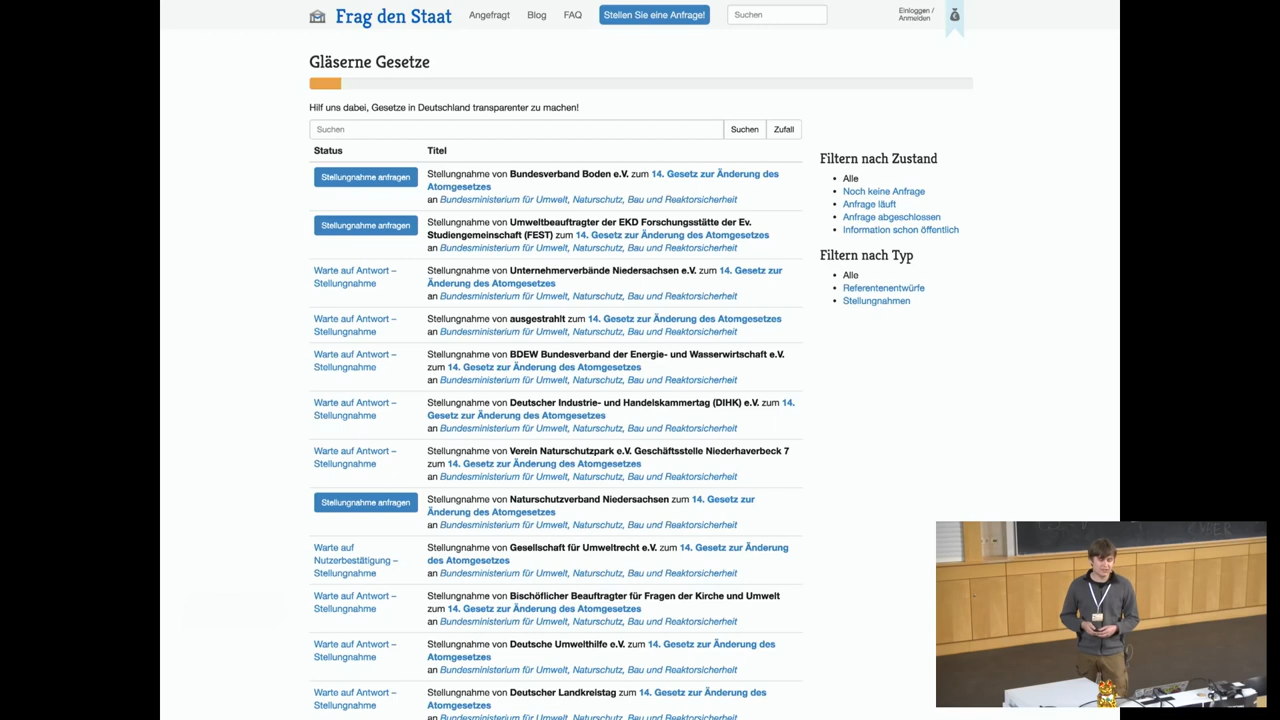 Frag den Staat
Angefragt
Blog
FAQ
Stellen Sie eine Anfrage!
Suchen
Einloggen /
Anmelden
Gläserne Gesetze
Hilf uns dabei, Gesetze in Deutschland transparenter zu machen!
Suchen
Suchen
Zufall
Status
Titel
Stellungnahme anfragen
Stellungnahme von Bundesverband Boden e.V. zum 14. Gesetz zur Änderung des
Atomgesetzes
an Bundesministerium für Umwelt, Naturschutz, Bau und Reaktorsicherheit
Stellungnahme anfragen
Stellungnahme von Umweltbeauftragter der EKD Forschungsstätte der Ev.
Studiengemeinschaft (FEST) zum 14. Gesetz zur Änderung des Atomgesetzes
an Bundesministerium für Umwelt, Naturschutz, Bau und Reaktorsicherheit
Warte auf Antwort –
Stellungnahme
Stellungnahme von Unternehmerverbände Niedersachsen e.V. zum 14. Gesetz zur
Änderung des Atomgesetzes
an Bundesministerium für Umwelt, Naturschutz, Bau und Reaktorsicherheit
Warte auf Antwort –
Stellungnahme
Stellungnahme von ausgestrahlt zum 14. Gesetz zur Änderung des Atomgesetzes
an Bundesministerium für Umwelt, Naturschutz, Bau und Reaktorsicherheit
Warte auf Antwort –
Stellungnahme
Stellungnahme von BDEW Bundesverband der Energie- und Wasserwirtschaft e.V.
zum 14. Gesetz zur Änderung des Atomgesetzes
an Bundesministerium für Umwelt, Naturschutz, Bau und Reaktorsicherheit
Warte auf Antwort –
Stellungnahme
Stellungnahme von Deutscher Industrie- und Handelskammertag (DIHK) e.V. zum 14.
Gesetz zur Änderung des Atomgesetzes
an Bundesministerium für Umwelt, Naturschutz, Bau und Reaktorsicherheit
Warte auf Antwort –
Stellungnahme
Stellungnahme von Verein Naturschutzpark e.V. Geschäftsstelle Niederhaverbeck 7
zum 14. Gesetz zur Änderung des Atomgesetzes
an Bundesministerium für Umwelt, Naturschutz, Bau und Reaktorsicherheit
Stellungnahme anfragen
Stellungnahme von Naturschutzverband Niedersachsen zum 14. Gesetz zur
Änderung des Atomgesetzes
an Bundesministerium für Umwelt, Naturschutz, Bau und Reaktorsicherheit
Warte auf
Nutzerbestätigung –
Stellungnahme
Stellungnahme von Gesellschaft für Umweltrecht e.V. zum 14. Gesetz zur Änderung
des Atomgesetzes
an Bundesministerium für Umwelt, Naturschutz, Bau und Reaktorsicherheit
Warte auf Antwort –
Stellungnahme
Stellungnahme von Bischöflicher Beauftragter für Fragen der Kirche und Umwelt
zum 14. Gesetz zur Änderung des Atomgesetzes
an Bundesministerium für Umwelt, Naturschutz, Bau und Reaktorsicherheit
Warte auf Antwort –
Stellungnahme
Stellungnahme von Deutsche Umwelthilfe e.V. zum 14. Gesetz zur Änderung des
Atomgesetzes
an Bundesministerium für Umwelt, Naturschutz, Bau und Reaktorsicherheit
Warte auf Antwort –
Stellungnahme
Stellungnahme von Deutscher Landkreistag zum 14. Gesetz zur Änderung des
Atomgesetzes
an Bundesministerium für Umwelt, Naturschutz, Bau und Reaktorsicherheit
Filtern nach Zustand
Alle
Noch keine Anfrage
Anfrage läuft
Anfrage abgeschlossen
Information schon öffentlich
Filtern nach Typ
Alle
Referentenentwürfe
Stellungnahmen